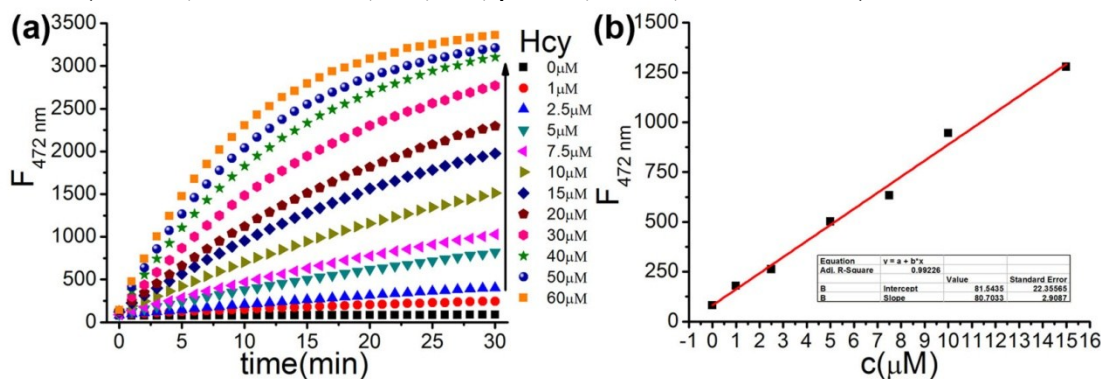 (a)
F 472 nm
3500
3000
2500
2000
1500
1000
500
0
0 5 10 15 20 25 30
time(min)
Hcy
0μM
1μM
2.5μM
5μM
7.5μM
10μM
15μM
20μM
30μM
40μM
50μM
60μM
(b)
F 472 nm
1500
1250
1000
750
500
250
0
-1 0 1 2 3 4 5 6 7 8 9 10 11 12 13 14 15 16
c(μM)
Equation y = a + b*x
Adj. R-Square 0.99226
Value Standard Error
B Intercept 81.5435 22.35565
B Slope 80.7033 2.9087